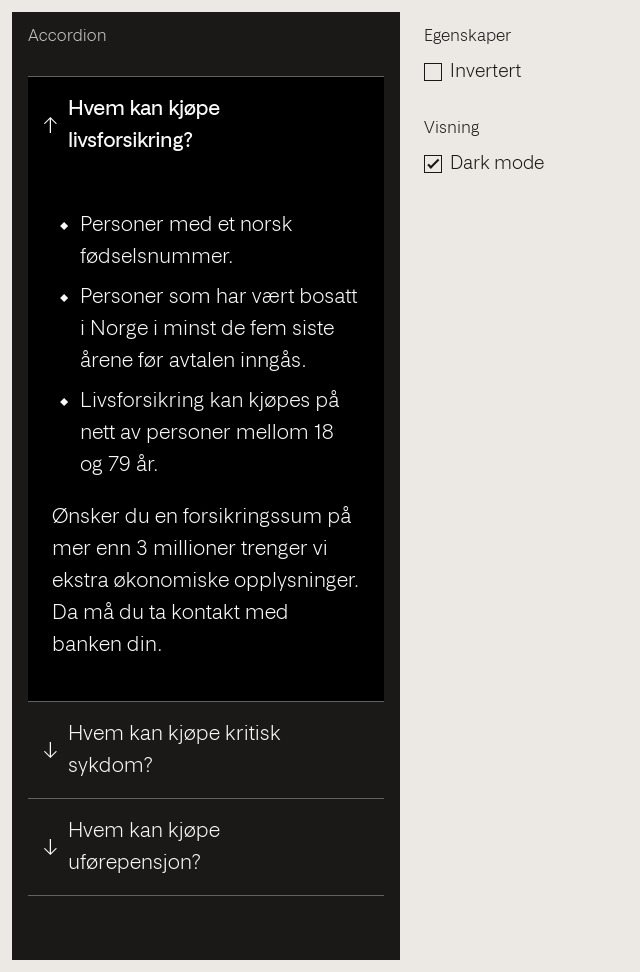 Accordion
Hvem kan kjøpe
livsforsikring?
Personer med et norsk
fødselsnummer.
Personer som har vært bosatt
i Norge i minst de fem siste
årene før avtalen inngås.
Livsforsikring kan kjøpes på
nett av personer mellom 18
og 79 år.
Ønsker du en forsikringssum på
mer enn 3 millioner trenger vi
ekstra økonomiske opplysninger.
Da må du ta kontakt med
banken din.
Hvem kan kjøpe kritisk
sykdom?
Hvem kan kjøpe
uførepensjon?
Egenskaper
Invertert
Visning
Dark mode